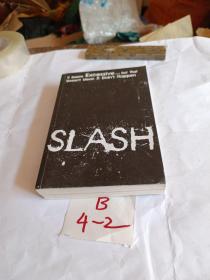 It Seems Excessive... But That
Doesn't Mean It Didn't Happen
SLASH
B
4-2